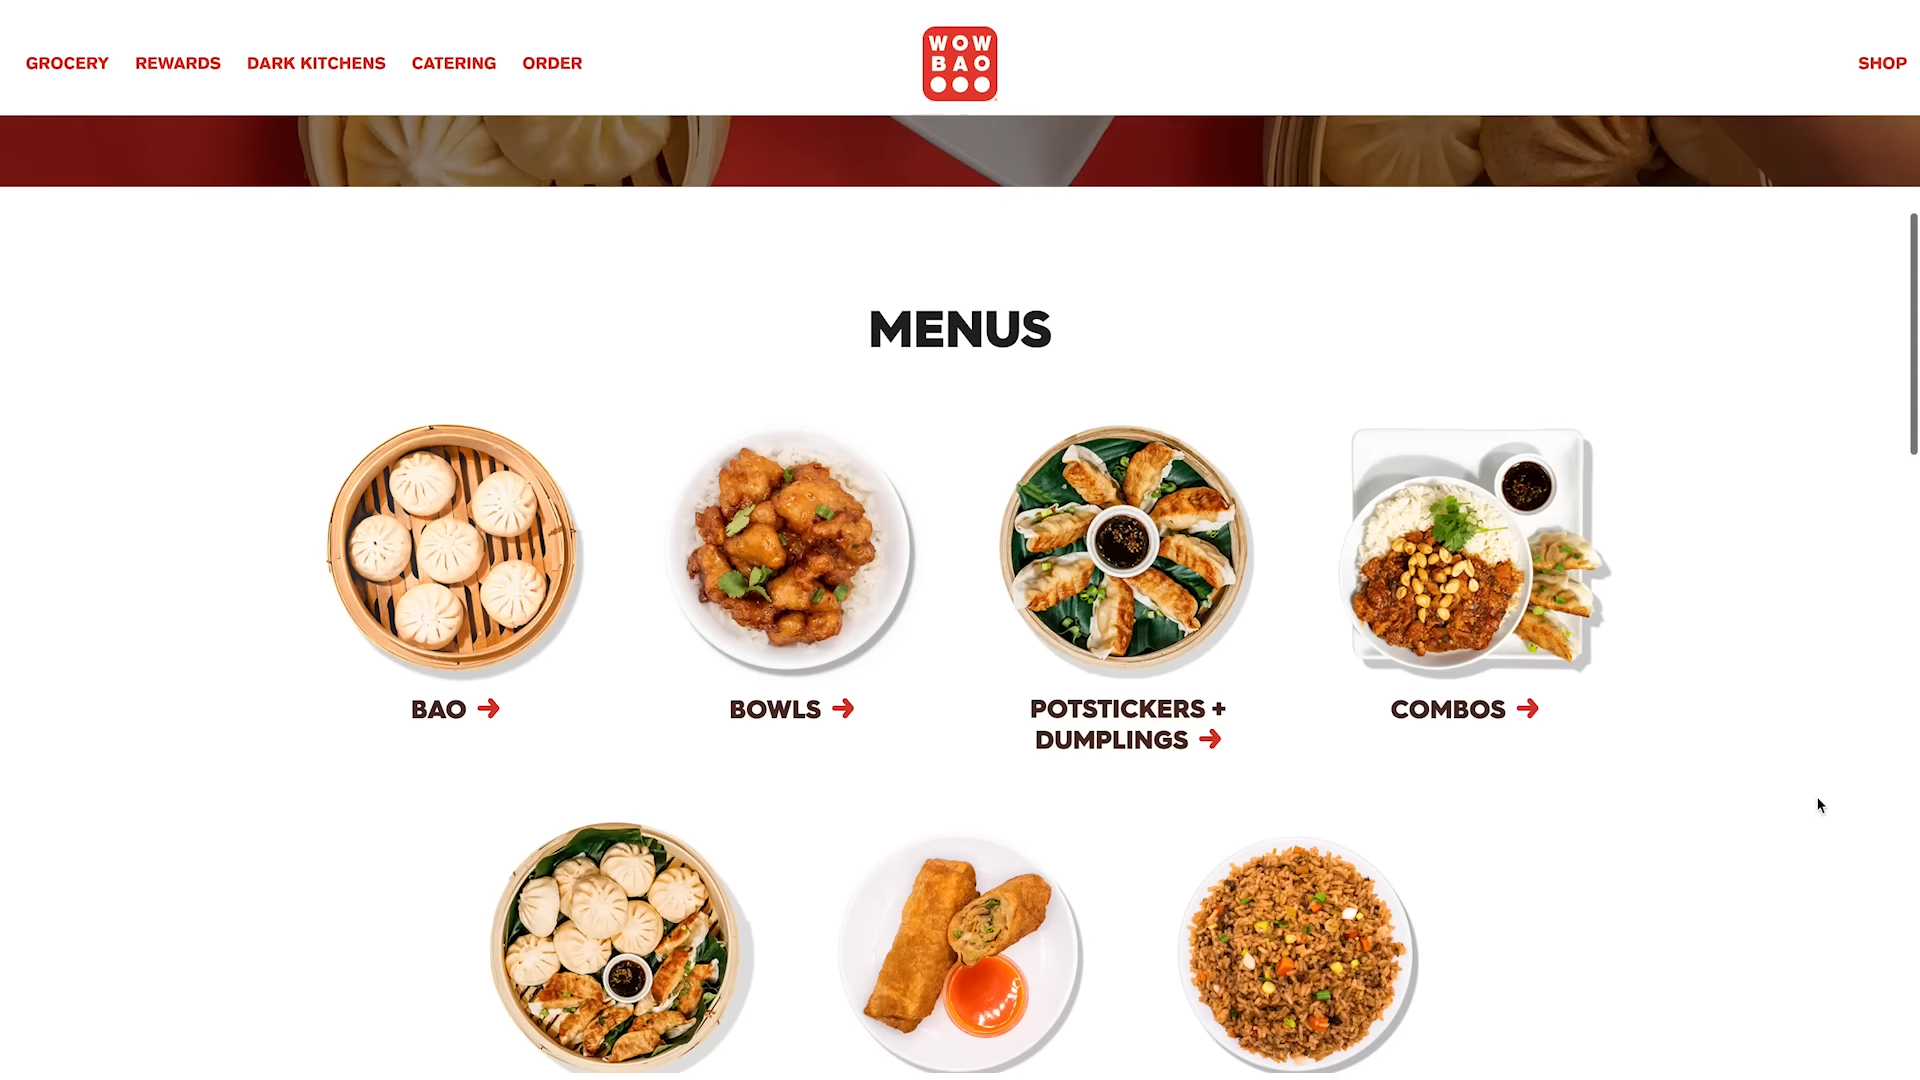 GROCERY REWARDS DARK KITCHENS CATERING ORDER
WOW
BAO
SHOP
MENUS
BAO
BOWLS
POTSTICKERS +
DUMPLINGS
COMBOS